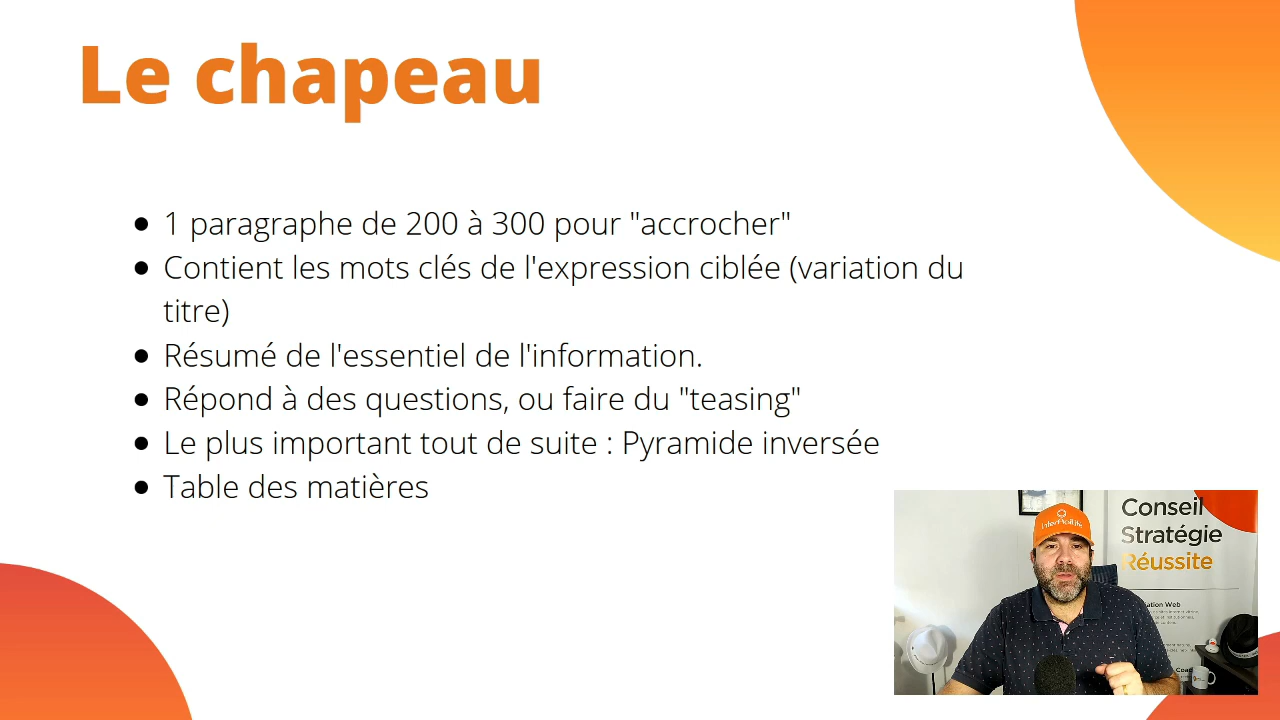 Le chapeau
1 paragraphe de 200 à 300 pour "accrocher"
Contient les mots clés de l'expression ciblée (variation du
titre)
Résumé de l'essentiel de l'information.
Répond à des questions, ou faire du "teasing"
Le plus important tout de suite : Pyramide inversée
Table des matières
Conseil
Stratégie
Réussite
ation Web